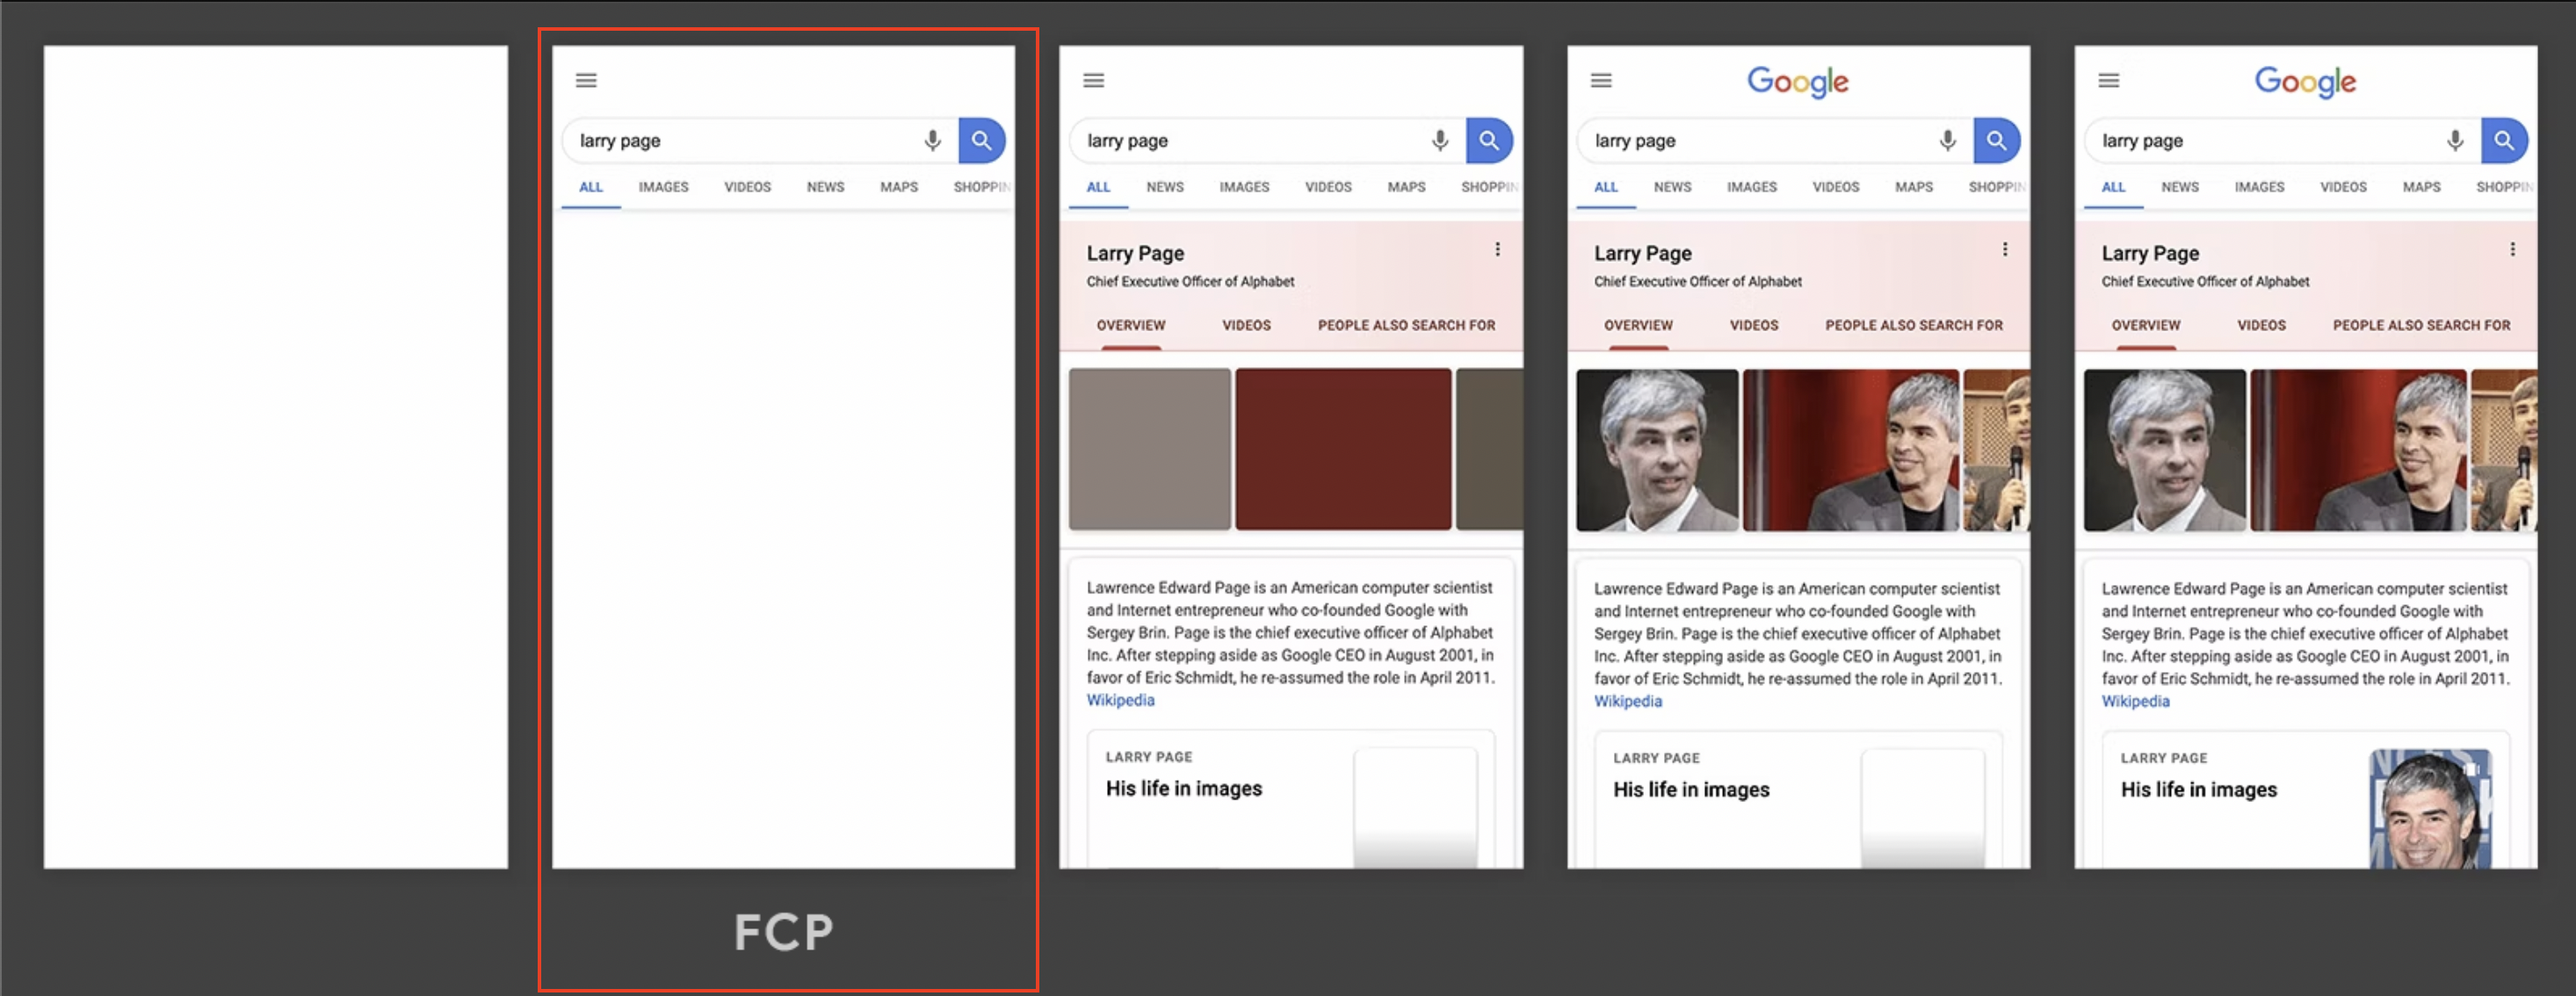 larry page
ALL IMAGES VIDEOS NEWS MAPS SHOPPIN
FCP
larry page
ALL NEWS IMAGES VIDEOS MAPS SHOPPIN
Larry Page
Chief Executive Officer of Alphabet
OVERVIEW VIDEOS PEOPLE ALSO SEARCH FOR
Lawrence Edward Page is an American computer scientist
and Internet entrepreneur who co-founded Google with
Sergey Brin. Page is the chief executive officer of Alphabet
Inc. After stepping aside as Google CEO in August 2001, in
favor of Eric Schmidt, he re-assumed the role in April 2011.
Wikipedia
LARRY PAGE
His life in images
Google
larry page
ALL NEWS IMAGES VIDEOS MAPS SHOPPIN
Larry Page
Chief Executive Officer of Alphabet
OVERVIEW VIDEOS PEOPLE ALSO SEARCH FOR
Lawrence Edward Page is an American computer scientist
and Internet entrepreneur who co-founded Google with
Sergey Brin. Page is the chief executive officer of Alphabet
Inc. After stepping aside as Google CEO in August 2001, in
favor of Eric Schmidt, he re-assumed the role in April 2011.
Wikipedia
LARRY PAGE
His life in images
Google
larry page
ALL NEWS IMAGES VIDEOS MAPS SHOPPIN
Larry Page
Chief Executive Officer of Alphabet
OVERVIEW VIDEOS PEOPLE ALSO SEARCH FOR
Lawrence Edward Page is an American computer scientist
and Internet entrepreneur who co-founded Google with
Sergey Brin. Page is the chief executive officer of Alphabet
Inc. After stepping aside as Google CEO in August 2001, in
favor of Eric Schmidt, he re-assumed the role in April 2011.
Wikipedia
LARRY PAGE
His life in images